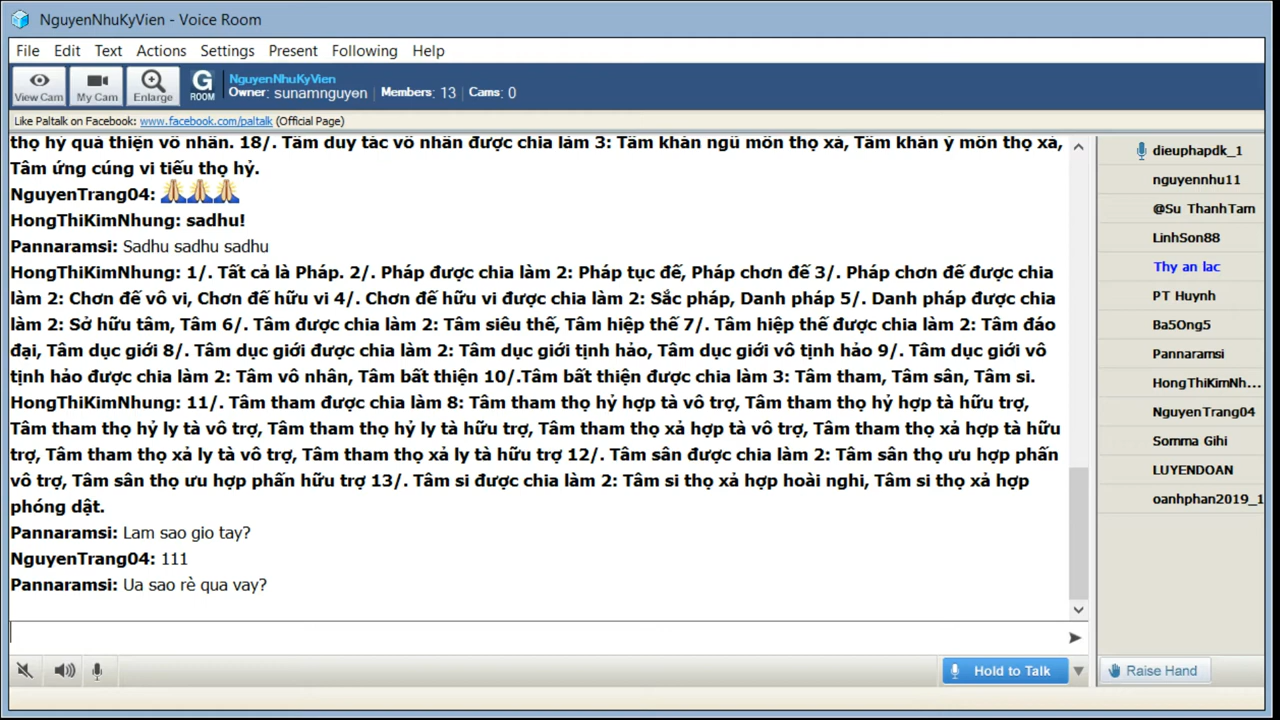 NguyenNhuKyVien - Voice Room
File Edit Text Actions Settings Present Following Help
View Cam My Cam Enlarge G ROOM
NguyenNhuKyVien
Owner: sunamnguyen Members: 13 Cams: 0
Like Paltalk on Facebook: www.facebook.com/paltalk (Official Page)
thọ hỷ quả thiện vô nhân. 18/. Tâm duy tác vô nhân được chia làm 3: Tâm khán ngũ môn thọ xả, Tâm khán ý môn thọ xả,
Tâm ứng cúng vi tiếu thọ hỷ.
NguyenTrang04: 🙏🙏🙏
HongThiKimNhung: sadhu!
Pannaramsi: Sadhu sadhu sadhu
HongThiKimNhung: 1/. Tất cả là Pháp. 2/. Pháp được chia làm 2: Pháp tục đế, Pháp chơn đế 3/. Pháp chơn đế được chia
làm 2: Chơn đế vô vi, Chơn đế hữu vi 4/. Chơn đế hữu vi được chia làm 2: Sắc pháp, Danh pháp 5/. Danh pháp được chia
làm 2: Sở hữu tâm, Tâm 6/. Tâm được chia làm 2: Tâm siêu thế, Tâm hiệp thế 7/. Tâm hiệp thế được chia làm 2: Tâm đáo
đại, Tâm dục giới 8/. Tâm dục giới được chia làm 2: Tâm dục giới tịnh hảo, Tâm dục giới vô tịnh hảo 9/. Tâm dục giới vô
tịnh hảo được chia làm 2: Tâm vô nhân, Tâm bất thiện 10/.Tâm bất thiện được chia làm 3: Tâm tham, Tâm sân, Tâm si.
HongThiKimNhung: 11/. Tâm tham được chia làm 8: Tâm tham thọ hỷ hợp tà vô trợ, Tâm tham thọ hỷ hợp tà hữu trợ,
Tâm tham thọ hỷ ly tà vô trợ, Tâm tham thọ hỷ ly tà hữu trợ, Tâm tham thọ xả hợp tà vô trợ, Tâm tham thọ xả hợp tà hữu
trợ, Tâm tham thọ xả ly tà vô trợ, Tâm tham thọ xả ly tà hữu trợ 12/. Tâm sân được chia làm 2: Tâm sân thọ ưu hợp phấn
vô trợ, Tâm sân thọ ưu hợp phấn hữu trợ 13/. Tâm si được chia làm 2: Tâm si thọ xả hợp hoài nghi, Tâm si thọ xả hợp
phóng dật.
Pannaramsi: Lam sao gio tay?
NguyenTrang04: 111
Pannaramsi: Ua sao rè qua vay?
Hold to Talk
dieuphapdk_1
nguyennhu11
@Su ThanhTam
LinhSon88
Thy an lac
PT Huynh
Ba5Ong5
Pannaramsi
HongThiKimNh...
NguyenTrang04
Somma Gihi
LUYENDOAN
oanhphan2019_1
Raise Hand